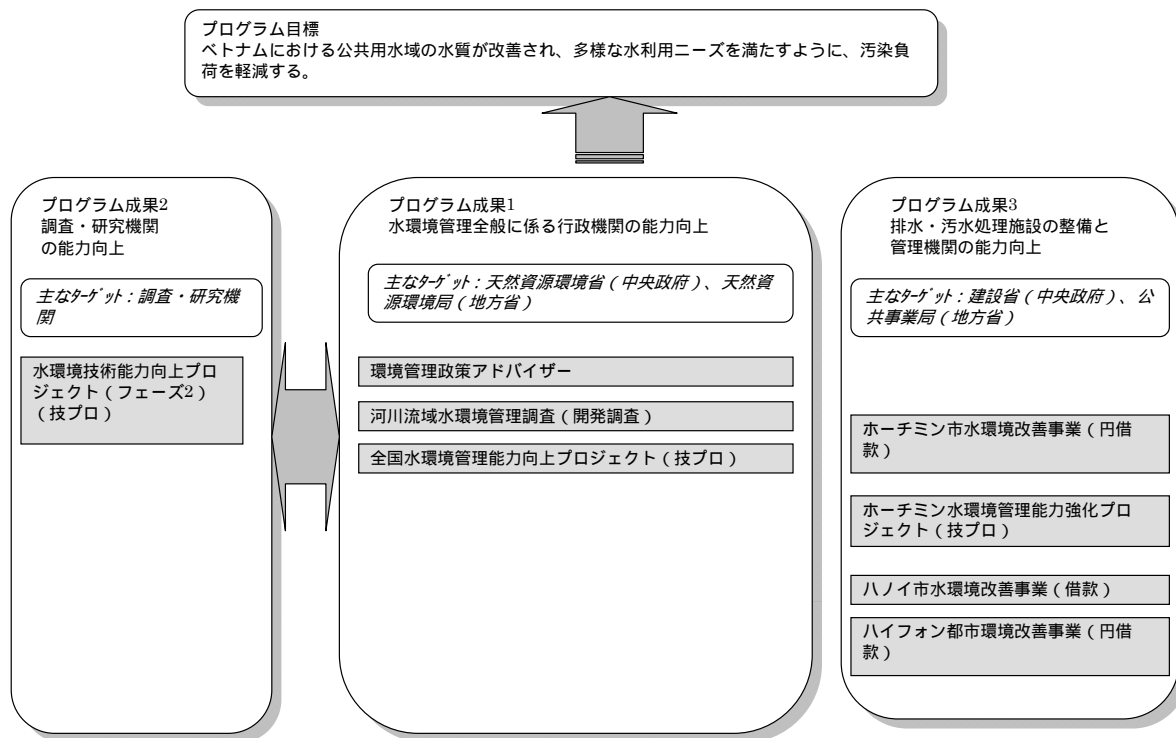 プログラム目標
ベトナムにおける公共用水域の水質が改善され、多様な水利用ニーズを満たすように、汚染負
荷を軽減する。
プログラム成果2
調査・研究機関
の能力向上
主なﾀｰｹﾞｯﾄ：調査・研究機
関
水環境技術能力向上プロ
ジェクト（フェーズ2）
（技プロ）
プログラム成果1
水環境管理全般に係る行政機関の能力向上
主なﾀｰｹﾞｯﾄ：天然資源環境省（中央政府）、天然資
源環境局（地方省）
環境管理政策アドバイザー
河川流域水環境管理調査（開発調査）
全国水環境管理能力向上プロジェクト（技プロ）
プログラム成果3
排水・汚水処理施設の整備と
管理機関の能力向上
主なﾀｰｹﾞｯﾄ：建設省（中央政府）、公
共事業局（地方省）
ホーチミン市水環境改善事業（円借
款）
ホーチミン水環境管理能力強化プロ
ジェクト（技プロ）
ハノイ市水環境改善事業（借款）
ハイフォン都市環境改善事業（円借
款）